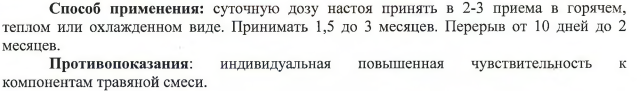 Способ применения: суточную дозу настоя принять в 2-3 приема в горячем,
теплом или охлажденном виде. Принимать 1,5 до 3 месяцев. Перерыв от 10 дней до 2
месяцев.
Противопоказания: индивидуальная повышенная чувствительность к
компонентам травяной смеси.